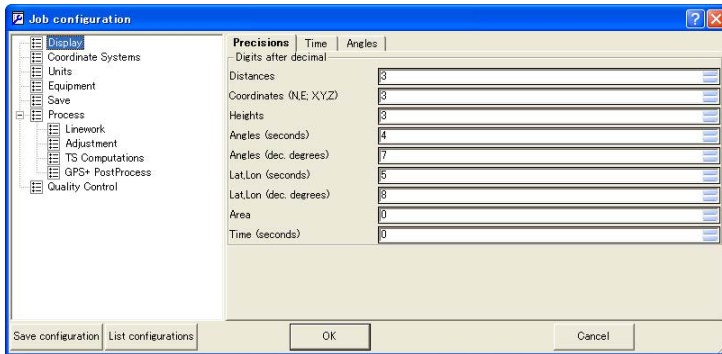 Job configuration
Display
Coordinate Systems
Units
Equipment
Save
Process
Linework
Adjustment
TS Computations
GPS+ PostProcess
Quality Control
Precisions Time Angles
Digits after decimal
Distances 3
Coordinates (N,E; X,Y,Z) 3
Heights 3
Angles (seconds) 4
Angles (dec. degrees) 7
Lat,Lon (seconds) 5
Lat,Lon (dec. degrees) 8
Area 0
Time (seconds) 0
Save configuration List configurations OK Cancel